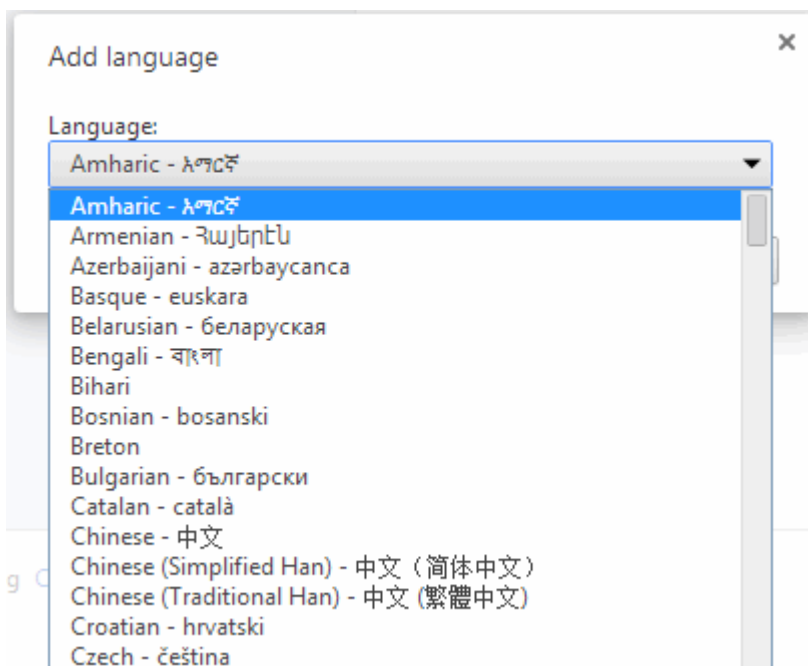 Add language
Language:
Amharic - አማርኛ
Amharic - አማርኛ
Armenian - Հայերէն
Azerbaijani - azərbaycanca
Basque - euskara
Belarusian - беларуская
Bengali - বাংলা
Bihari
Bosnian - bosanski
Breton
Bulgarian - български
Catalan - català
Chinese - 中文
Chinese (Simplified Han) - 中文（简体中文）
Chinese (Traditional Han) - 中文 (繁體中文)
Croatian - hrvatski
Czech - čeština